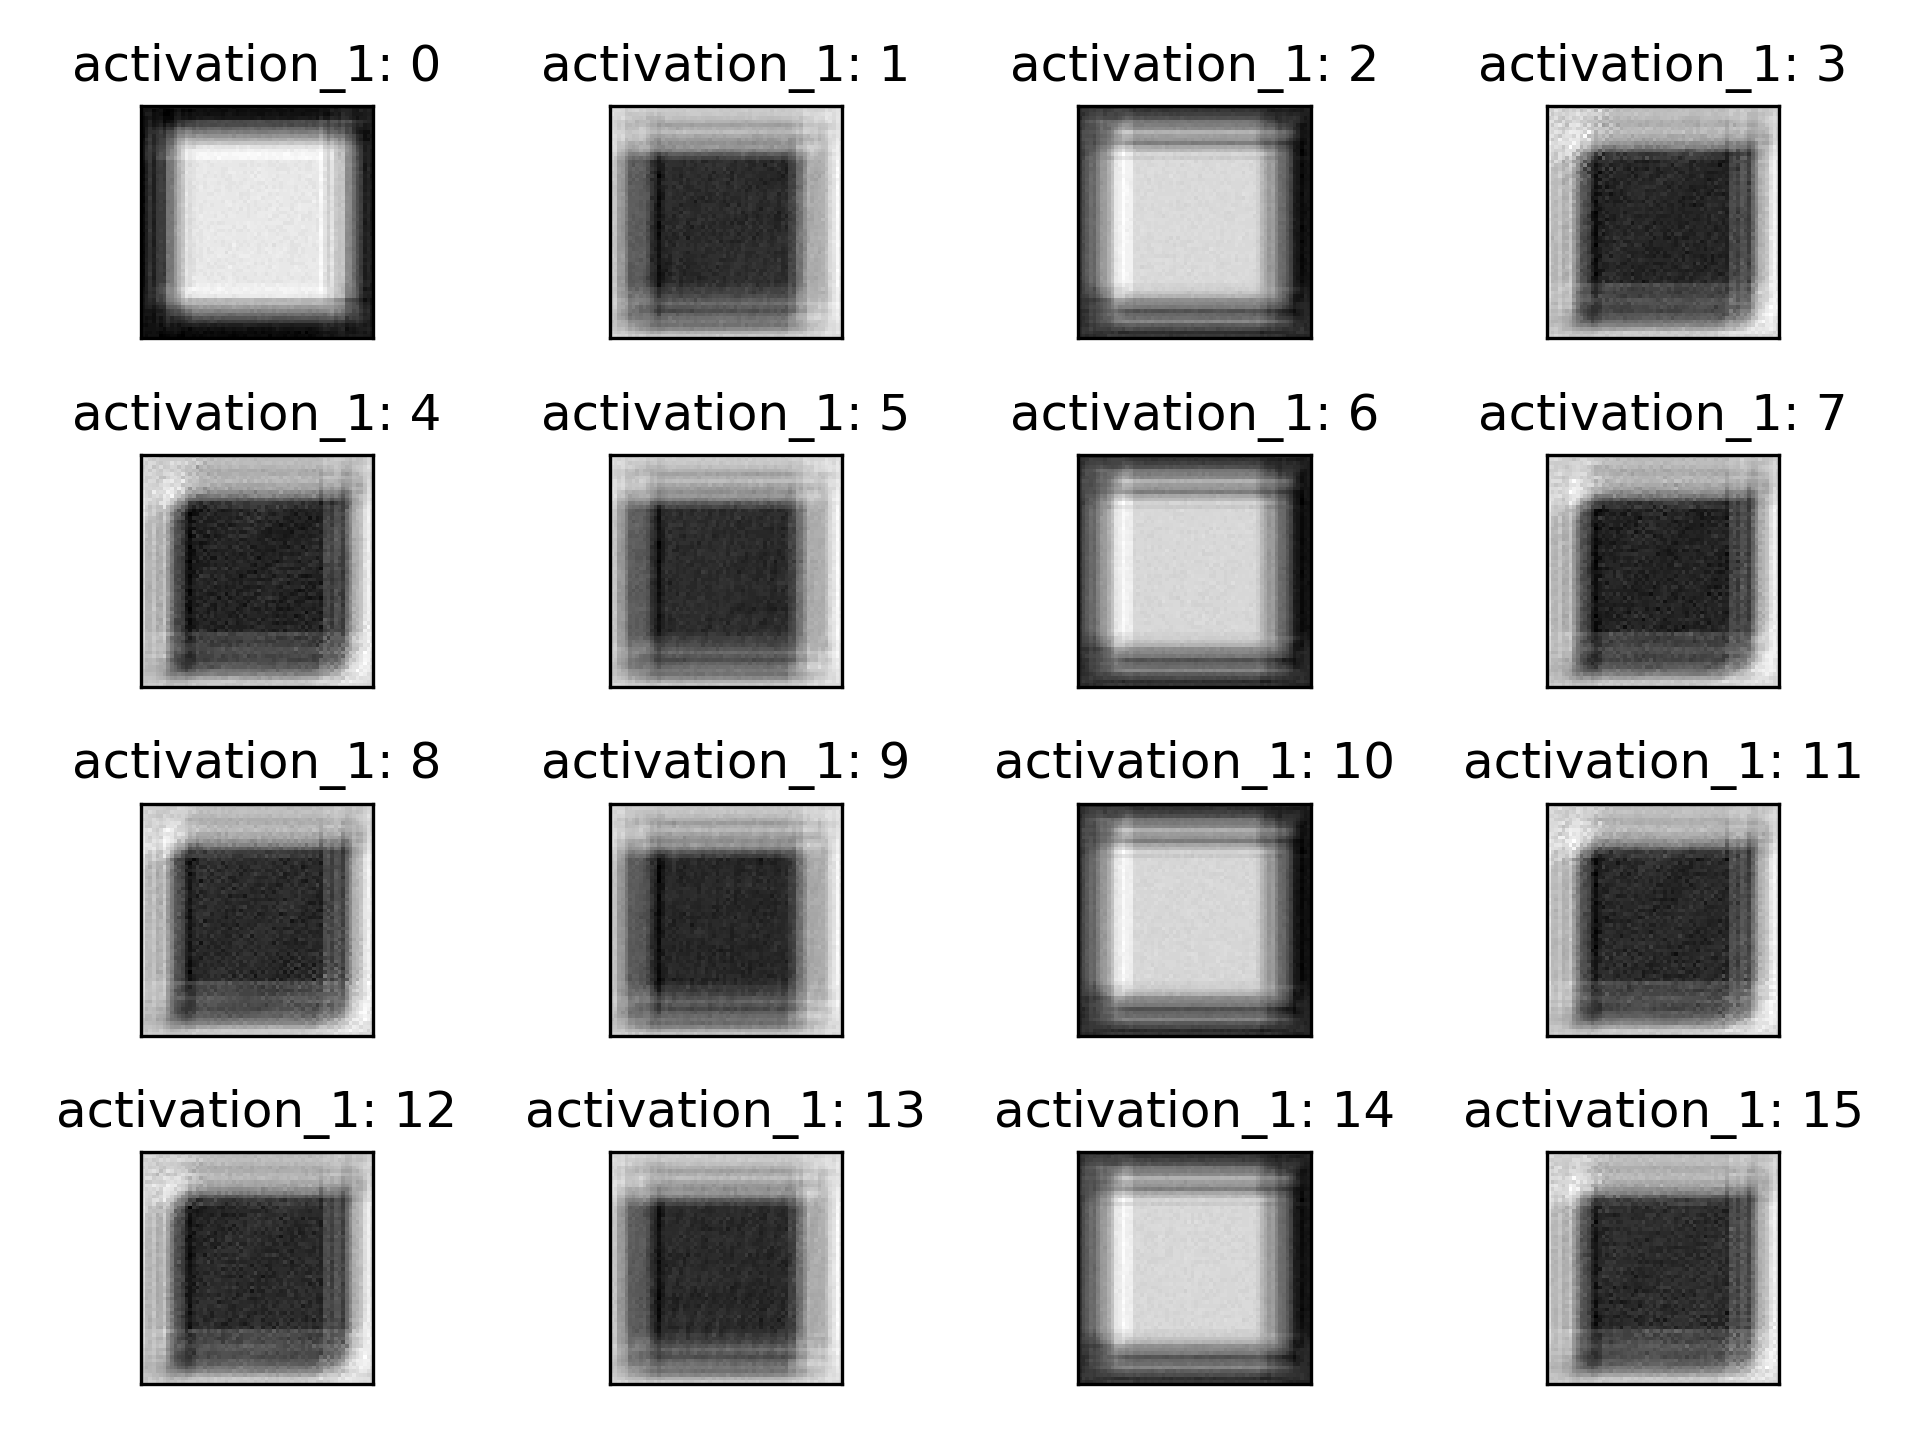 activation_1: 0
activation_1: 1
activation_1: 2
activation_1: 3
activation_1: 4
activation_1: 5
activation_1: 6
activation_1: 7
activation_1: 8
activation_1: 9
activation_1: 10
activation_1: 11
activation_1: 12
activation_1: 13
activation_1: 14
activation_1: 15